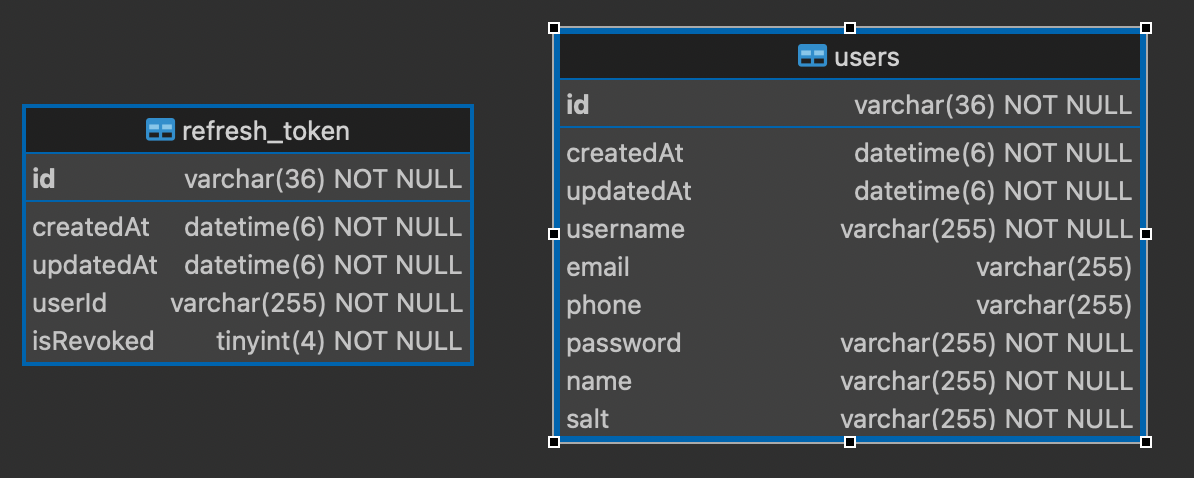 refresh_token
id varchar(36) NOT NULL
createdAt datetime(6) NOT NULL
updatedAt datetime(6) NOT NULL
userId varchar(255) NOT NULL
isRevoked tinyint(4) NOT NULL
users
id varchar(36) NOT NULL
createdAt datetime(6) NOT NULL
updatedAt datetime(6) NOT NULL
username varchar(255) NOT NULL
email varchar(255)
phone varchar(255)
password varchar(255) NOT NULL
name varchar(255) NOT NULL
salt varchar(255) NOT NULL